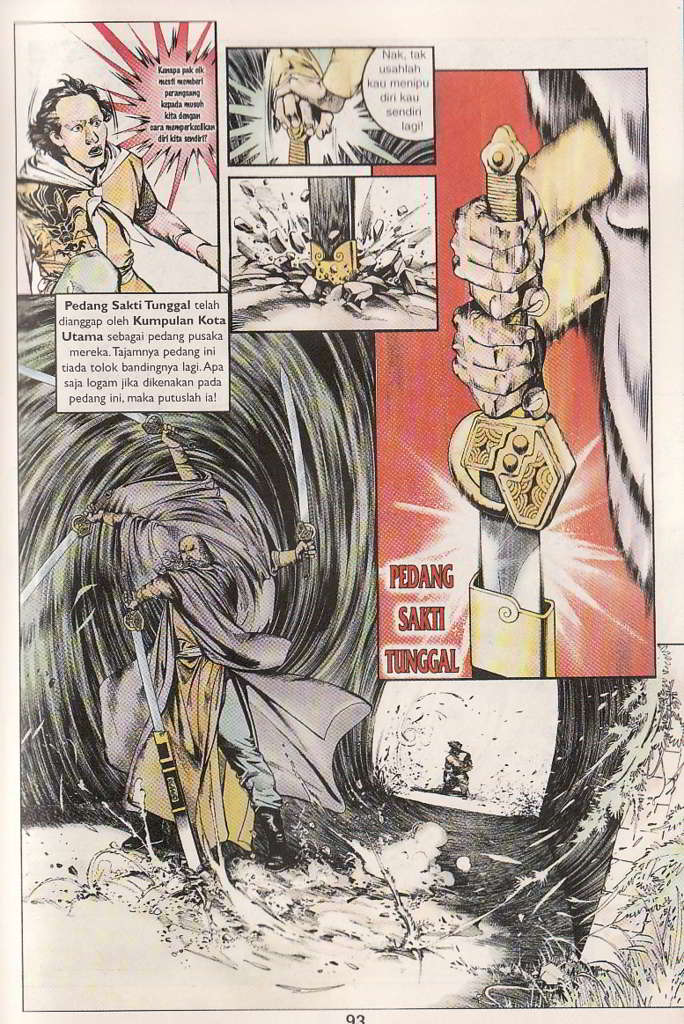 Kenapa pak cik
mesti memberi
perangsang
kepada musuh
kita dengan
cara memperkecilkan
diri kita sendiri?
Nak, tak
usahlah
kau menipu
diri kau
sendiri
lagi!
Pedang Sakti Tunggal telah
dianggap oleh Kumpulan Kota
Utama sebagai pedang pusaka
mereka. Tajamnya pedang ini
tiada tolok bandingnya lagi. Apa
saja logam jika dikenakan pada
pedang ini, maka putuslah ia!
PEDANG
SAKTI
TUNGGAL
93